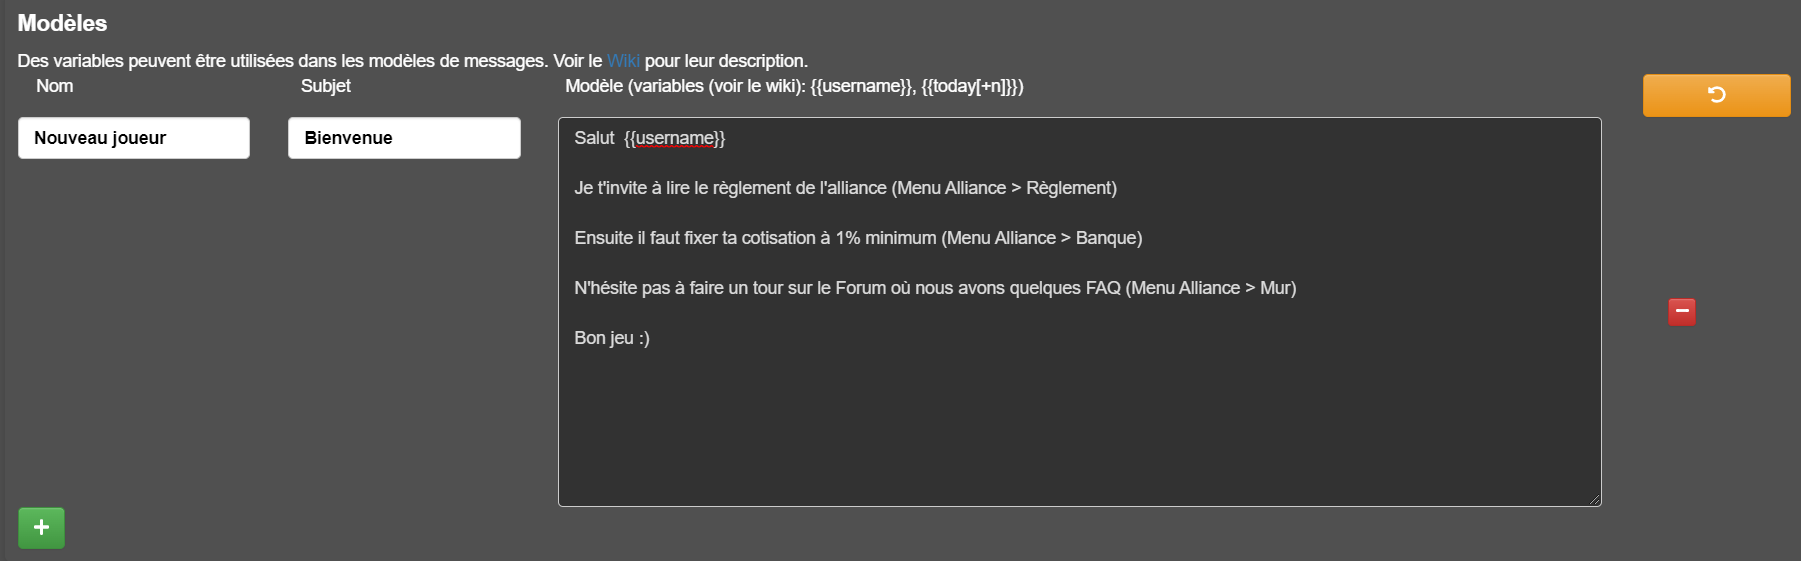 Modèles
Des variables peuvent être utilisées dans les modèles de messages. Voir le Wiki pour leur description.
Nom Subjet Modèle (variables (voir le wiki): {{username}}, {{today[+n]}})
Nouveau joueur Bienvenue Salut  {{username}}
Je t'invite à lire le règlement de l'alliance (Menu Alliance > Règlement)
Ensuite il faut fixer ta cotisation à 1% minimum (Menu Alliance > Banque)
N'hésite pas à faire un tour sur le Forum où nous avons quelques FAQ (Menu Alliance > Mur)
Bon jeu :)